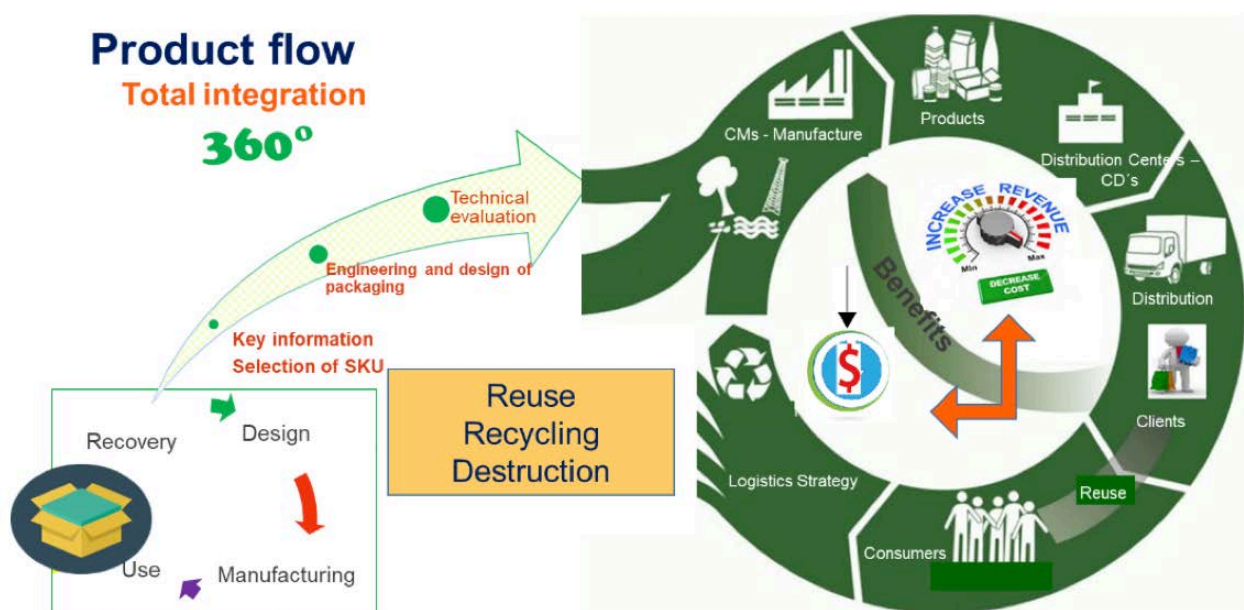 Product flow
Total integration
360º
Technical
evaluation
Engineering and design of
packaging
Key information
Selection of SKU
Recovery
Design
Use
Manufacturing
Reuse
Recycling
Destruction
CMs - Manufacture
Products
Distribution Centers –
CD´s
Distribution
Clients
Reuse
Consumers
Logistics Strategy
Benefits
INCREASE REVENUE
Min
Max
DECREASE
COST
$